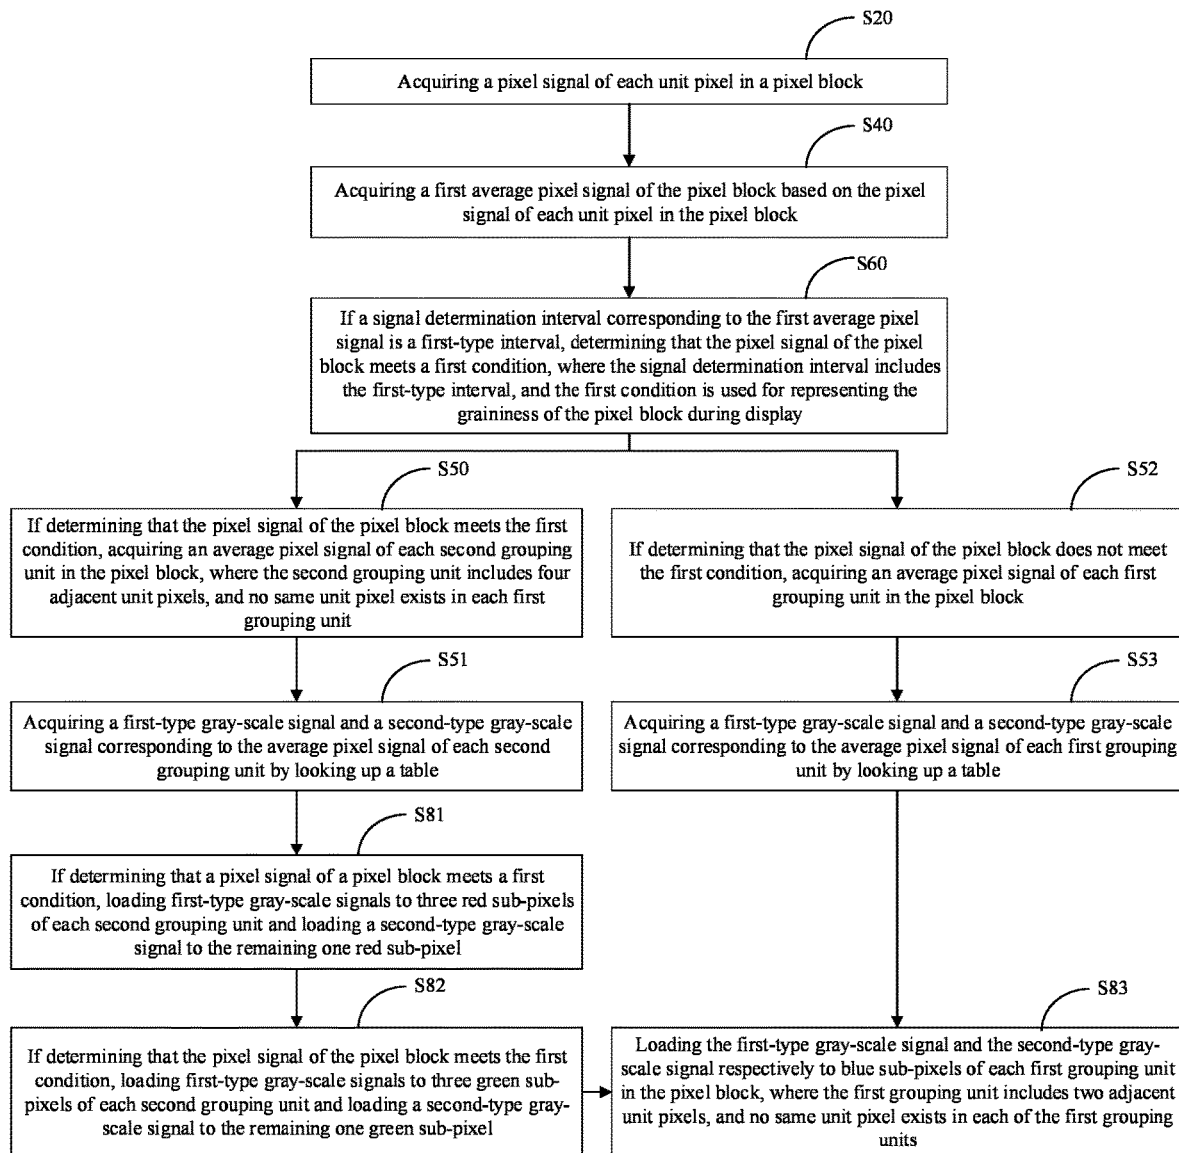 S20
Acquiring a pixel signal of each unit pixel in a pixel block
S40
Acquiring a first average pixel signal of the pixel block based on the pixel
signal of each unit pixel in the pixel block
S60
If a signal determination interval corresponding to the first average pixel
signal is a first-type interval, determining that the pixel signal of the pixel
block meets a first condition, where the signal determination interval includes
the first-type interval, and the first condition is used for representing the
graininess of the pixel block during display
S50
If determining that the pixel signal of the pixel block meets the first
condition, acquiring an average pixel signal of each second grouping
unit in the pixel block, where the second grouping unit includes four
adjacent unit pixels, and no same unit pixel exists in each first
grouping unit
S52
If determining that the pixel signal of the pixel block does not meet
the first condition, acquiring an average pixel signal of each first
grouping unit in the pixel block
S51
Acquiring a first-type gray-scale signal and a second-type gray-scale
signal corresponding to the average pixel signal of each second
grouping unit by looking up a table
S53
Acquiring a first-type gray-scale signal and a second-type gray-scale
signal corresponding to the average pixel signal of each first grouping
unit by looking up a table
S81
If determining that a pixel signal of a pixel block meets a first
condition, loading first-type gray-scale signals to three red sub-pixels
of each second grouping unit and loading a second-type gray-scale
signal to the remaining one red sub-pixel
S82
If determining that the pixel signal of the pixel block meets the first
condition, loading first-type gray-scale signals to three green sub-
pixels of each second grouping unit and loading a second-type gray-
scale signal to the remaining one green sub-pixel
S83
Loading the first-type gray-scale signal and the second-type gray-
scale signal respectively to blue sub-pixels of each first grouping unit
in the pixel block, where the first grouping unit includes two adjacent
unit pixels, and no same unit pixel exists in each of the first grouping
units